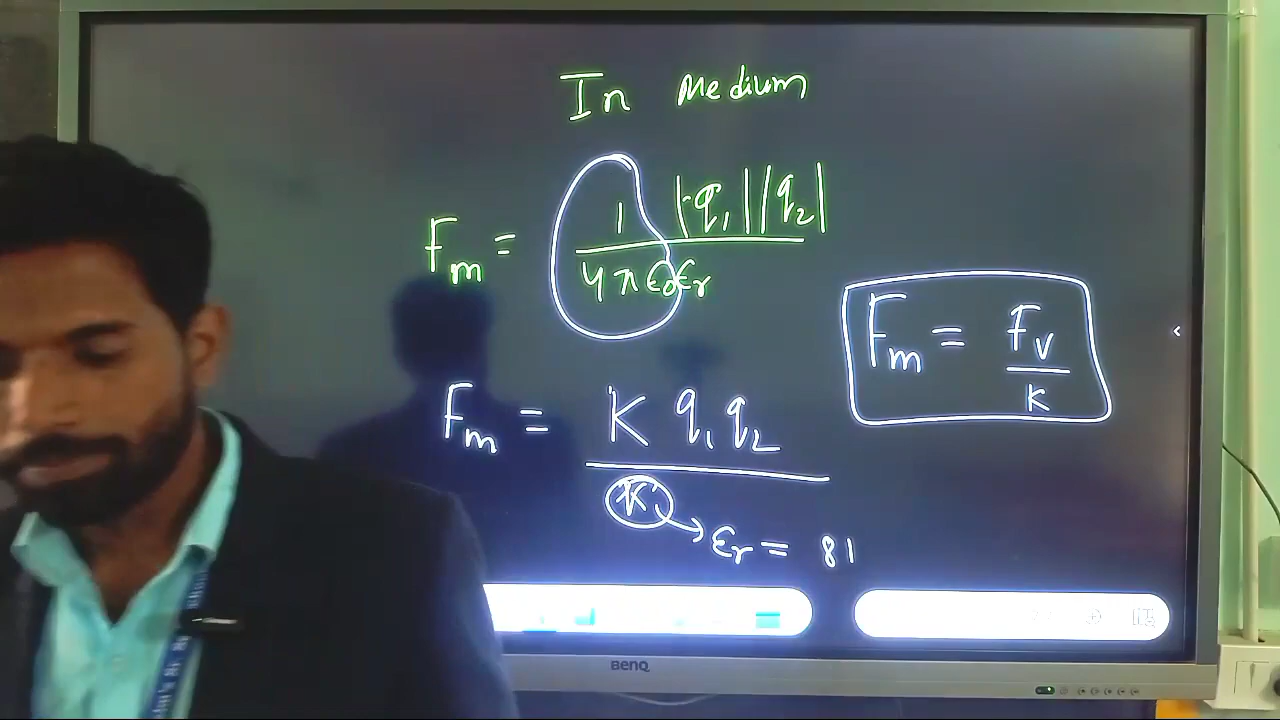 In Medium
Fm = 1 |q1||q2|
4πε0εr
Fm = Fv
K
Fm = K q1q2
K → εr = 81
BenQ